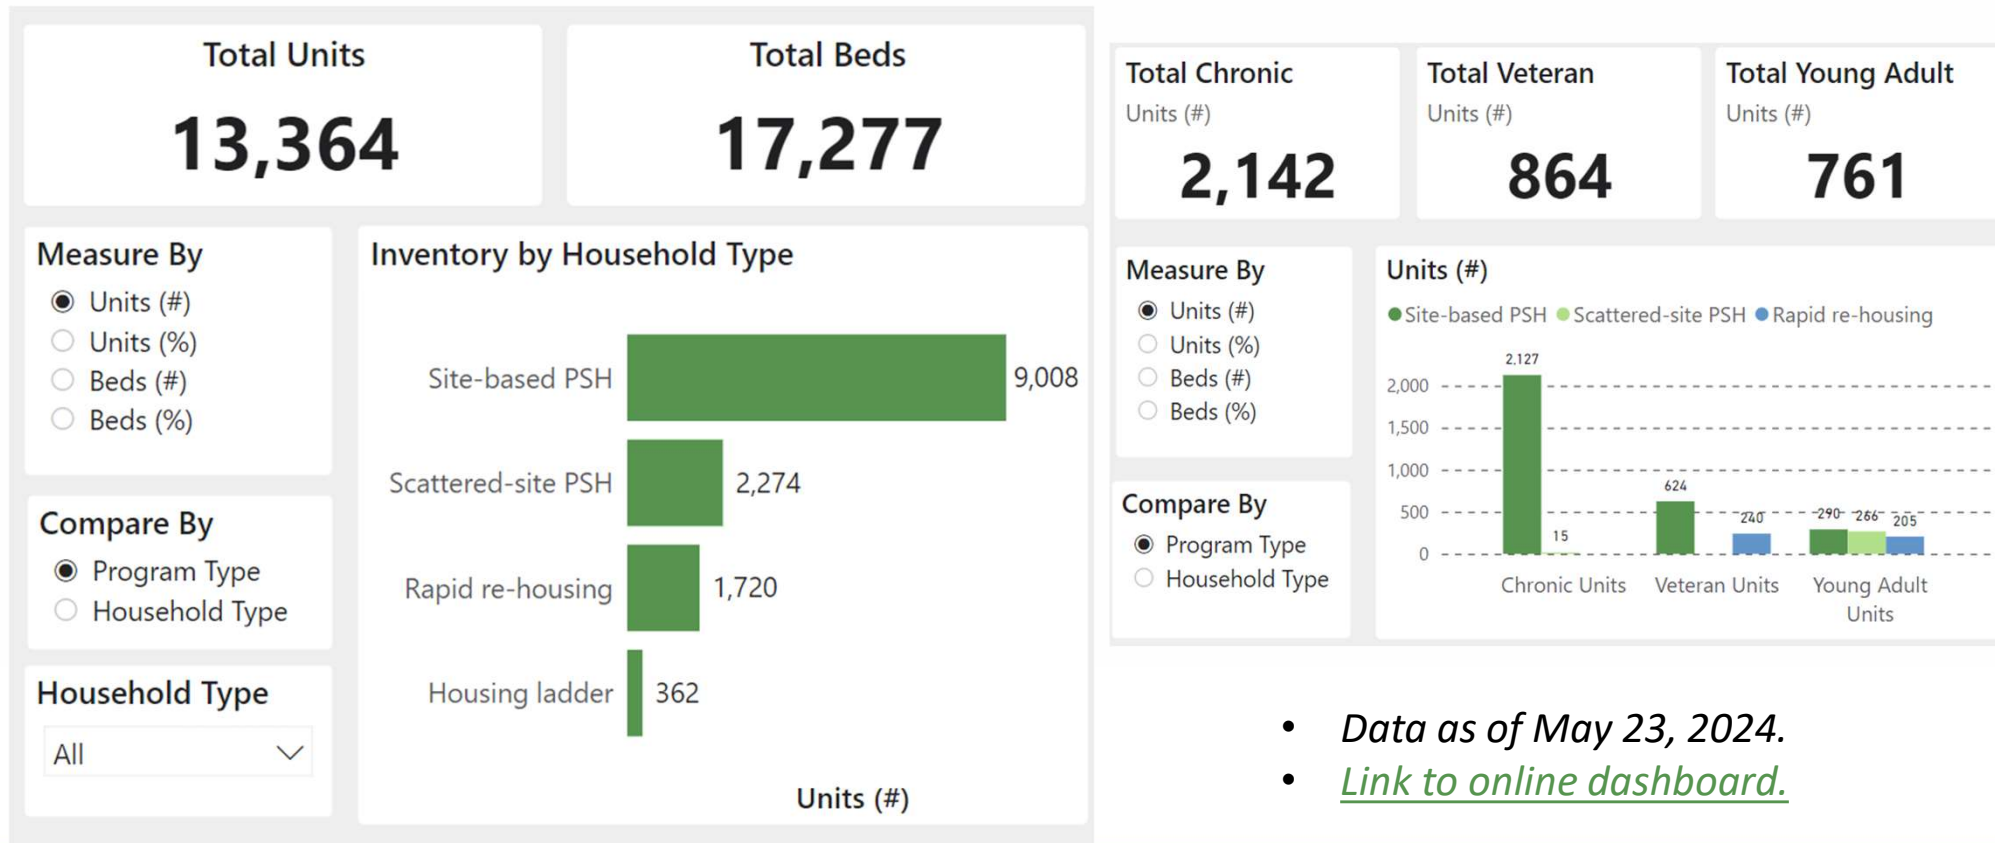 Total Units
13,364
Total Beds
17,277
Measure By
Units (#)
Units (%)
Beds (#)
Beds (%)
Compare By
Program Type
Household Type
Household Type
All
Inventory by Household Type
Site-based PSH
9,008
Scattered-site PSH
2,274
Rapid re-housing
1,720
Housing ladder
362
Units (#)
Total Chronic
Units (#)
2,142
Total Veteran
Units (#)
864
Total Young Adult
Units (#)
761
Measure By
Units (#)
Units (%)
Beds (#)
Beds (%)
Compare By
Program Type
Household Type
Units (#)
Site-based PSH Scattered-site PSH Rapid re-housing
2,000
1,500
1,000
500
0
2,127
15
624
240
290
266
205
Chronic Units
Veteran Units
Young Adult
Units
• Data as of May 23, 2024.
• Link to online dashboard.